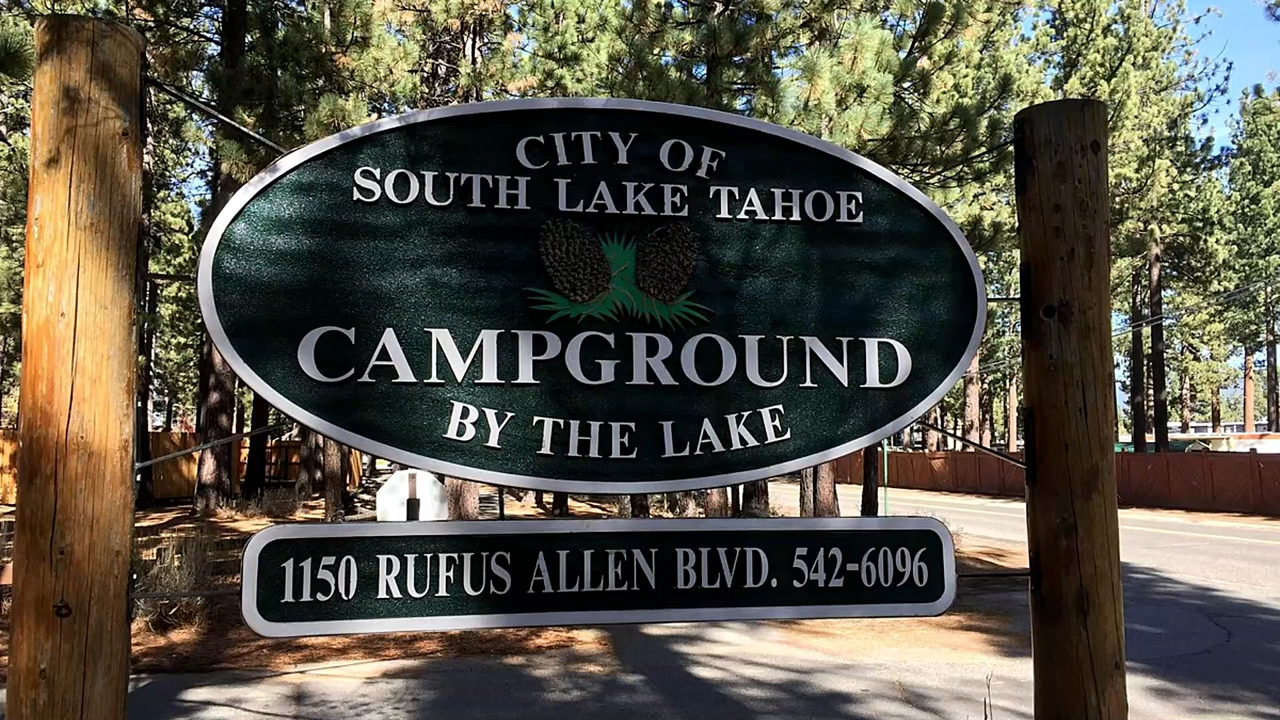 CITY OF
SOUTH LAKE TAHOE
CAMPGROUND
BY THE LAKE
1150 RUFUS ALLEN BLVD. 542-6096